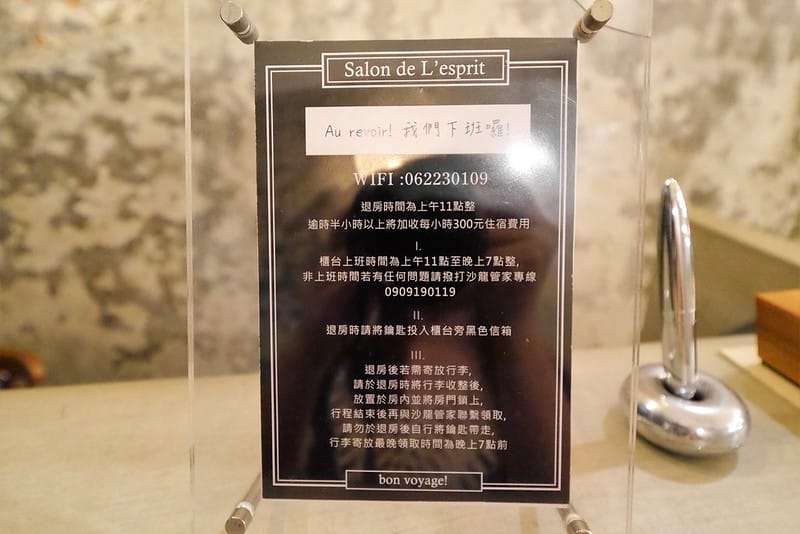 Salon de L'esprit
Au revoir! 我們下班囉!
WIFI :062230109
退房時間為上午11點整
逾時半小時以上將加收每小時300元住宿費用
I.
櫃台上班時間為上午11點至晚上7點整,
非上班時間若有任何問題請撥打沙龍管家專線
0909190119
II.
退房時請將鑰匙投入櫃台旁黑色信箱
III.
退房後若需寄放行李,
請於退房時將行李收整後,
放置於房內並將房門鎖上,
行程結束後再與沙龍管家聯繫領取,
請勿於退房後自行將鑰匙帶走,
行李寄放最晚領取時間為晚上7點前
bon voyage!